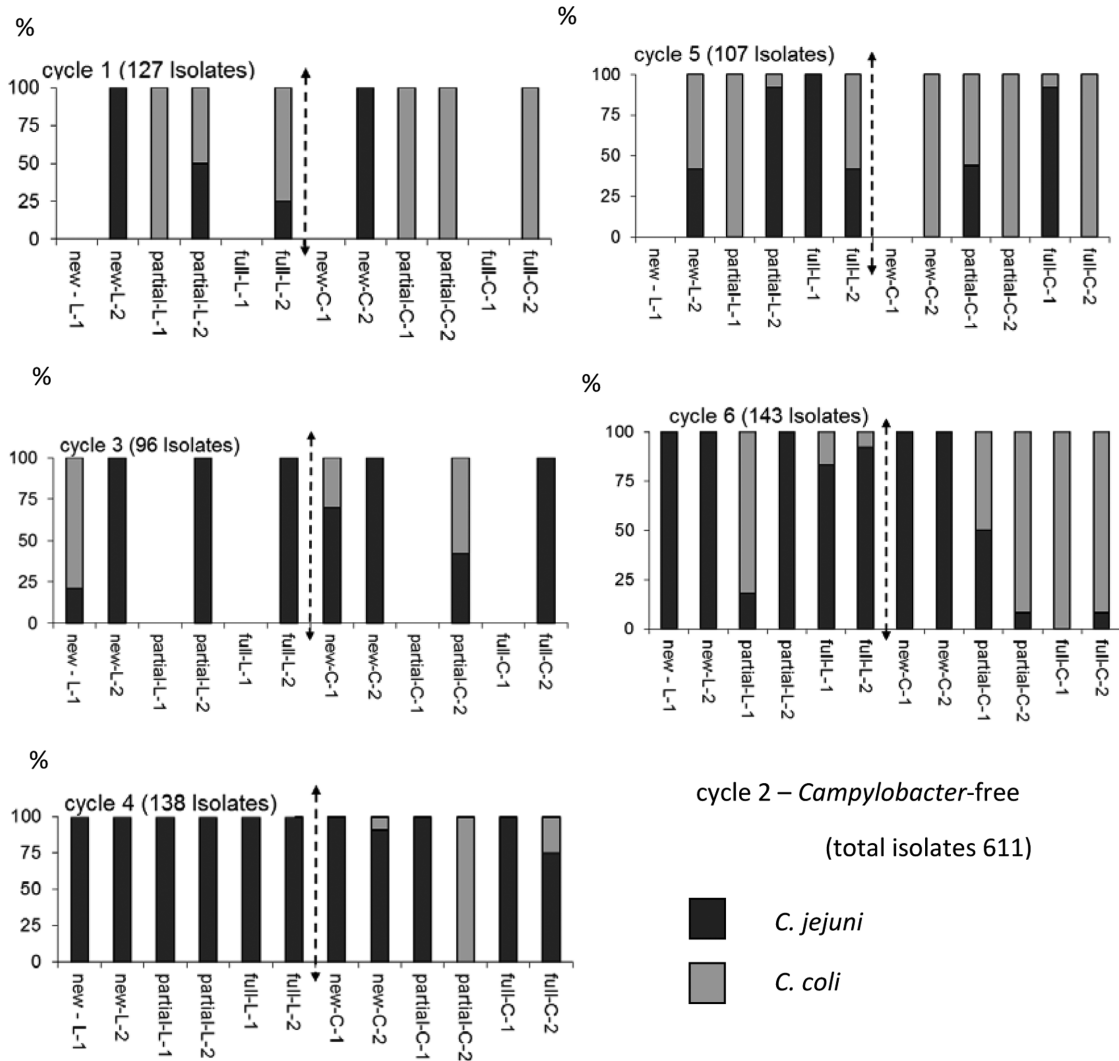 %
cycle 1 (127 Isolates)
100
75
50
25
0
new - L-1
new-L-2
partial-L-1
partial-L-2
full-L-1
full-L-2
new-C-1
new-C-2
partial-C-1
partial-C-2
full-C-1
full-C-2
%
cycle 5 (107 Isolates)
100
75
50
25
0
new - L-1
new-L-2
partial-L-1
partial-L-2
full-L-1
full-L-2
new-C-1
new-C-2
partial-C-1
partial-C-2
full-C-1
full-C-2
%
cycle 3 (96 Isolates)
100
75
50
25
0
new - L-1
new-L-2
partial-L-1
partial-L-2
full-L-1
full-L-2
new-C-1
new-C-2
partial-C-1
partial-C-2
full-C-1
full-C-2
%
cycle 6 (143 Isolates)
100
75
50
25
0
new - L-1
new-L-2
partial-L-1
partial-L-2
full-L-1
full-L-2
new-C-1
new-C-2
partial-C-1
partial-C-2
full-C-1
full-C-2
%
cycle 4 (138 Isolates)
100
75
50
25
0
new - L-1
new-L-2
partial-L-1
partial-L-2
full-L-1
full-L-2
new-C-1
new-C-2
partial-C-1
partial-C-2
full-C-1
full-C-2
cycle 2 – Campylobacter-free
(total isolates 611)
C. jejuni
C. coli